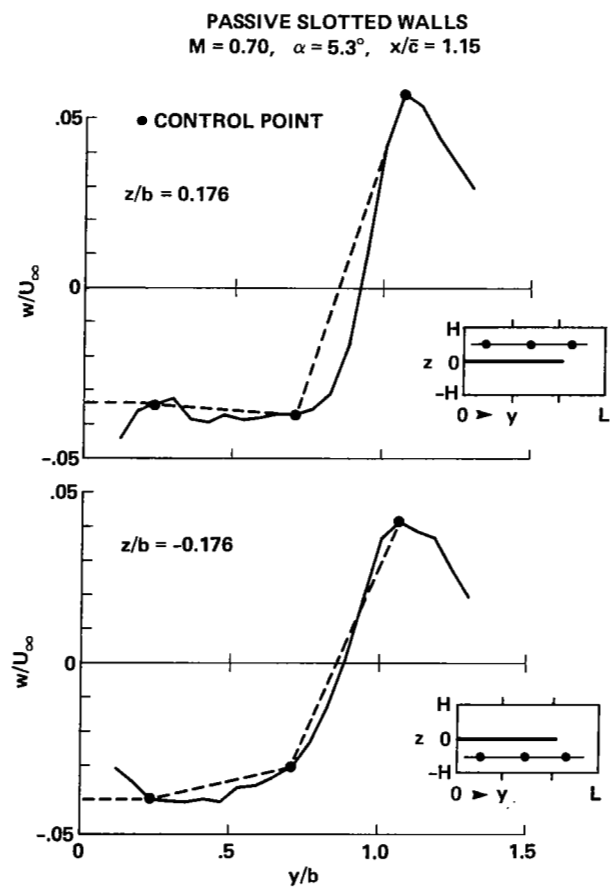 PASSIVE SLOTTED WALLS
M = 0.70, α = 5.3°, x/c̄ = 1.15
.05
● CONTROL POINT
z/b = 0.176
w/U∞
0
H
z 0
-H
0 ► y L
-.05
.05
z/b = -0.176
w/U∞
0
H
z 0
-H
0 ► y L
-.05
0 .5 1.0 1.5
y/b